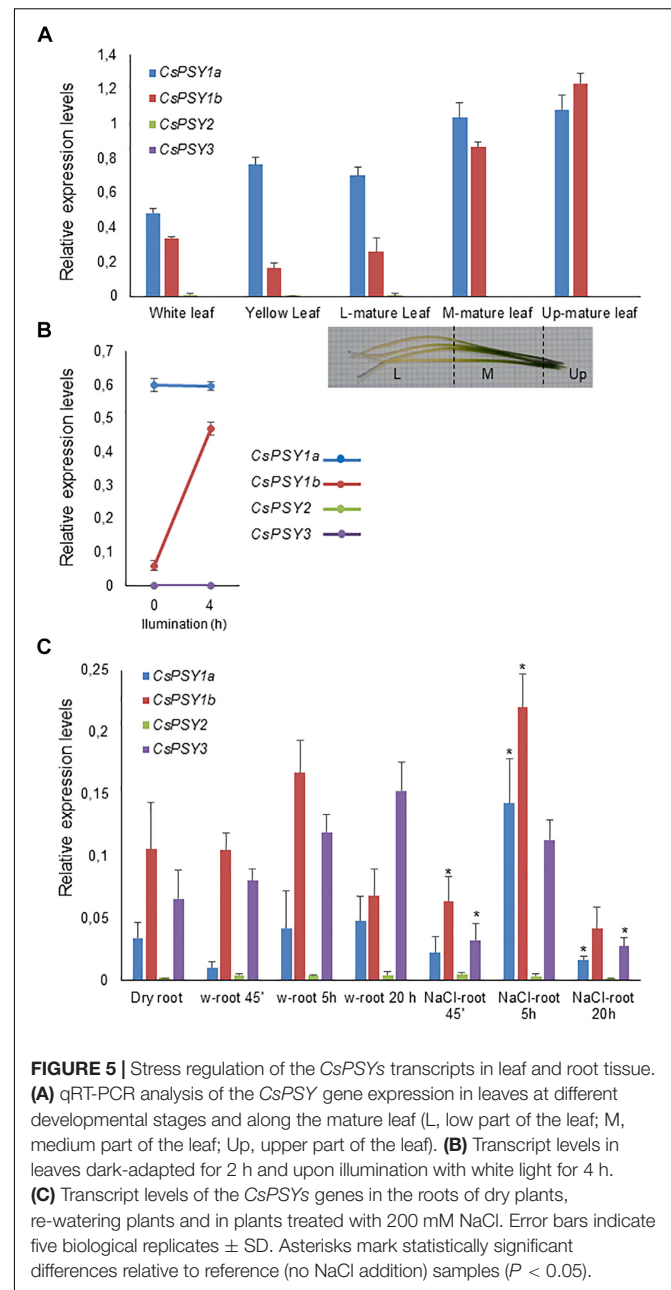 A
Relative expression levels
1,4
1,2
1
0,8
0,6
0,4
0,2
0
CsPSY1a
CsPSY1b
CsPSY2
CsPSY3
White leaf
Yellow Leaf
L-mature Leaf
M-mature leaf
Up-mature leaf
L
M
Up
B
Relative expression levels
0,7
0,6
0,5
0,4
0,3
0,2
0,1
0
0
4
Illumination (h)
CsPSY1a
CsPSY1b
CsPSY2
CsPSY3
C
Relative expression levels
0,25
0,2
0,15
0,1
0,05
0
CsPSY1a
CsPSY1b
CsPSY2
CsPSY3
*
*
*
*
*
*
Dry root
w-root 45'
w-root 5h
w-root 20 h
NaCl-root
45'
NaCl-root
5h
NaCl-root
20h
FIGURE 5 | Stress regulation of the CsPSYs transcripts in leaf and root tissue.
(A) qRT-PCR analysis of the CsPSY gene expression in leaves at different
developmental stages and along the mature leaf (L, low part of the leaf; M,
medium part of the leaf; Up, upper part of the leaf). (B) Transcript levels in
leaves dark-adapted for 2 h and upon illumination with white light for 4 h.
(C) Transcript levels of the CsPSYs genes in the roots of dry plants,
re-watering plants and in plants treated with 200 mM NaCl. Error bars indicate
five biological replicates ± SD. Asterisks mark statistically significant
differences relative to reference (no NaCl addition) samples (P < 0.05).